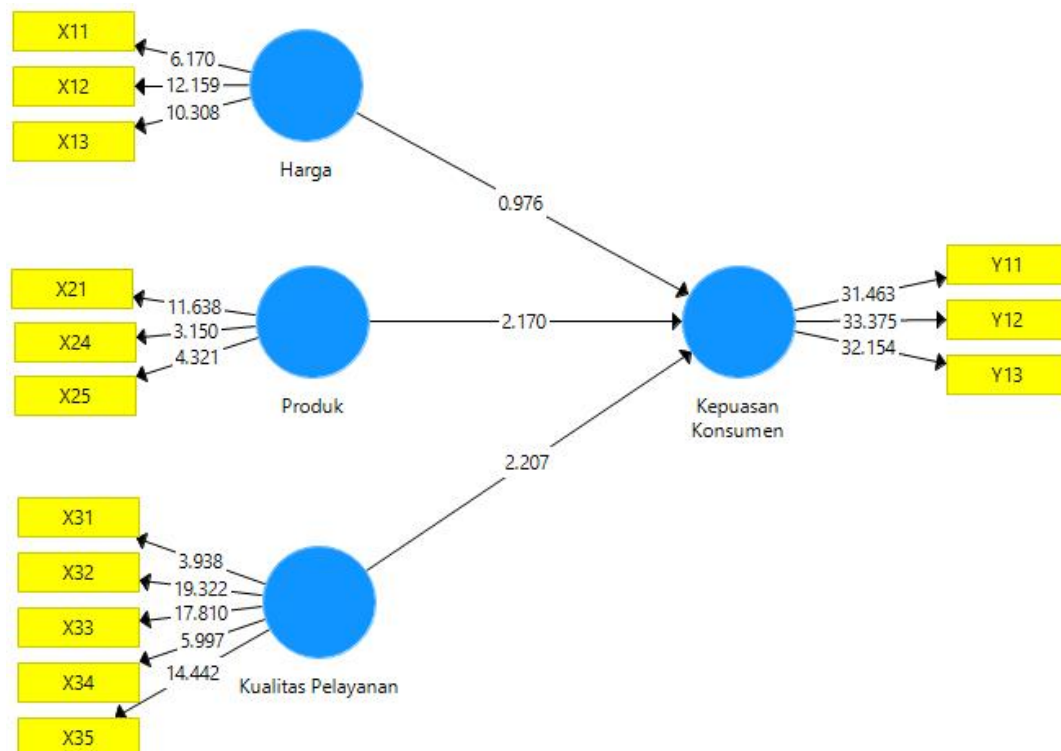 X11
X12
X13
6.170
12.159
10.308
Harga
0.976
X21
X24
X25
11.638
3.150
4.321
Produk
2.170
X31
X32
X33
X34
X35
3.938
19.322
17.810
5.997
14.442
Kualitas Pelayanan
2.207
Kepuasan
Konsumen
31.463
33.375
32.154
Y11
Y12
Y13